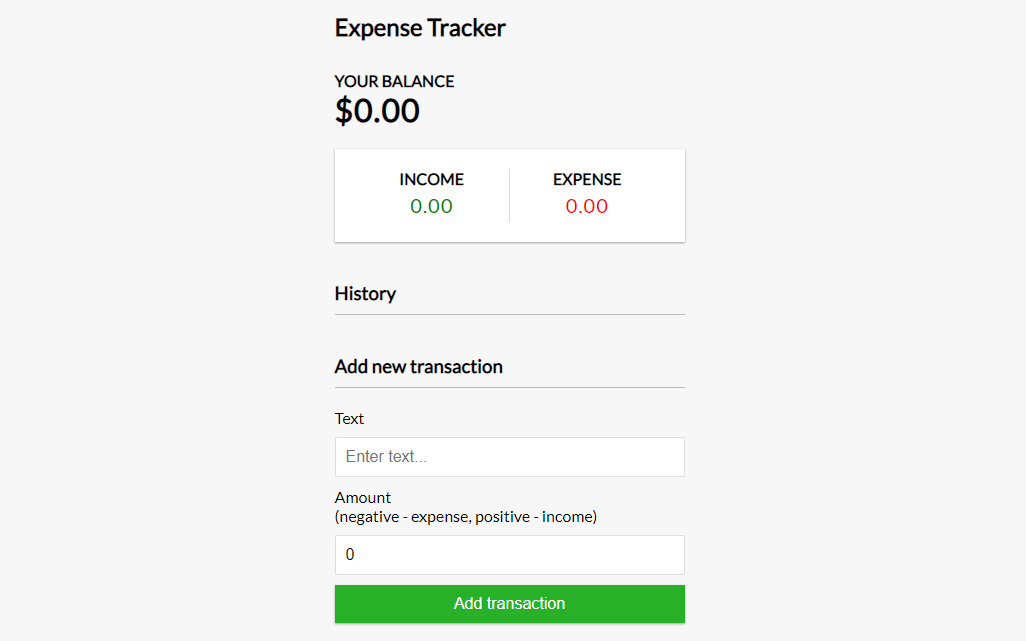 Expense Tracker
YOUR BALANCE
$0.00
INCOME
EXPENSE
0.00
0.00
History
Add new transaction
Text
Enter text...
Amount
(negative - expense, positive - income)
0
Add transaction